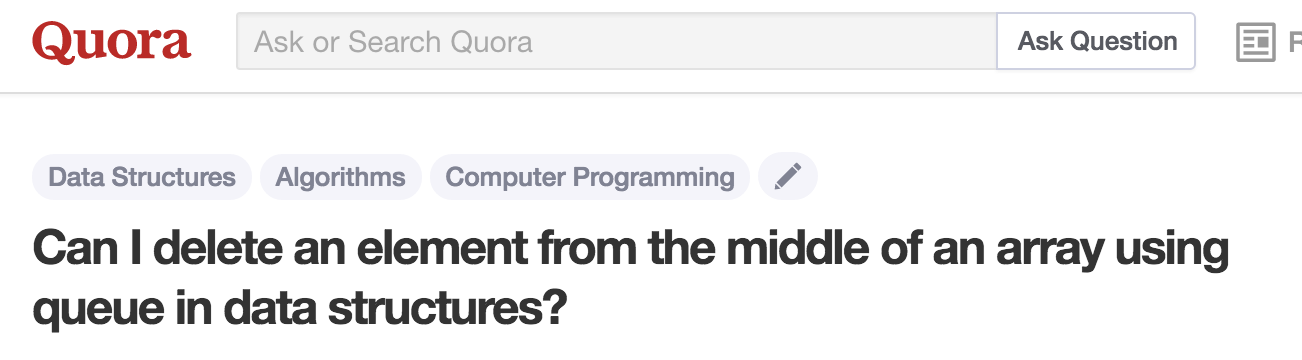 Quora
Ask or Search Quora
Ask Question
Data Structures
Algorithms
Computer Programming
Can I delete an element from the middle of an array using
queue in data structures?